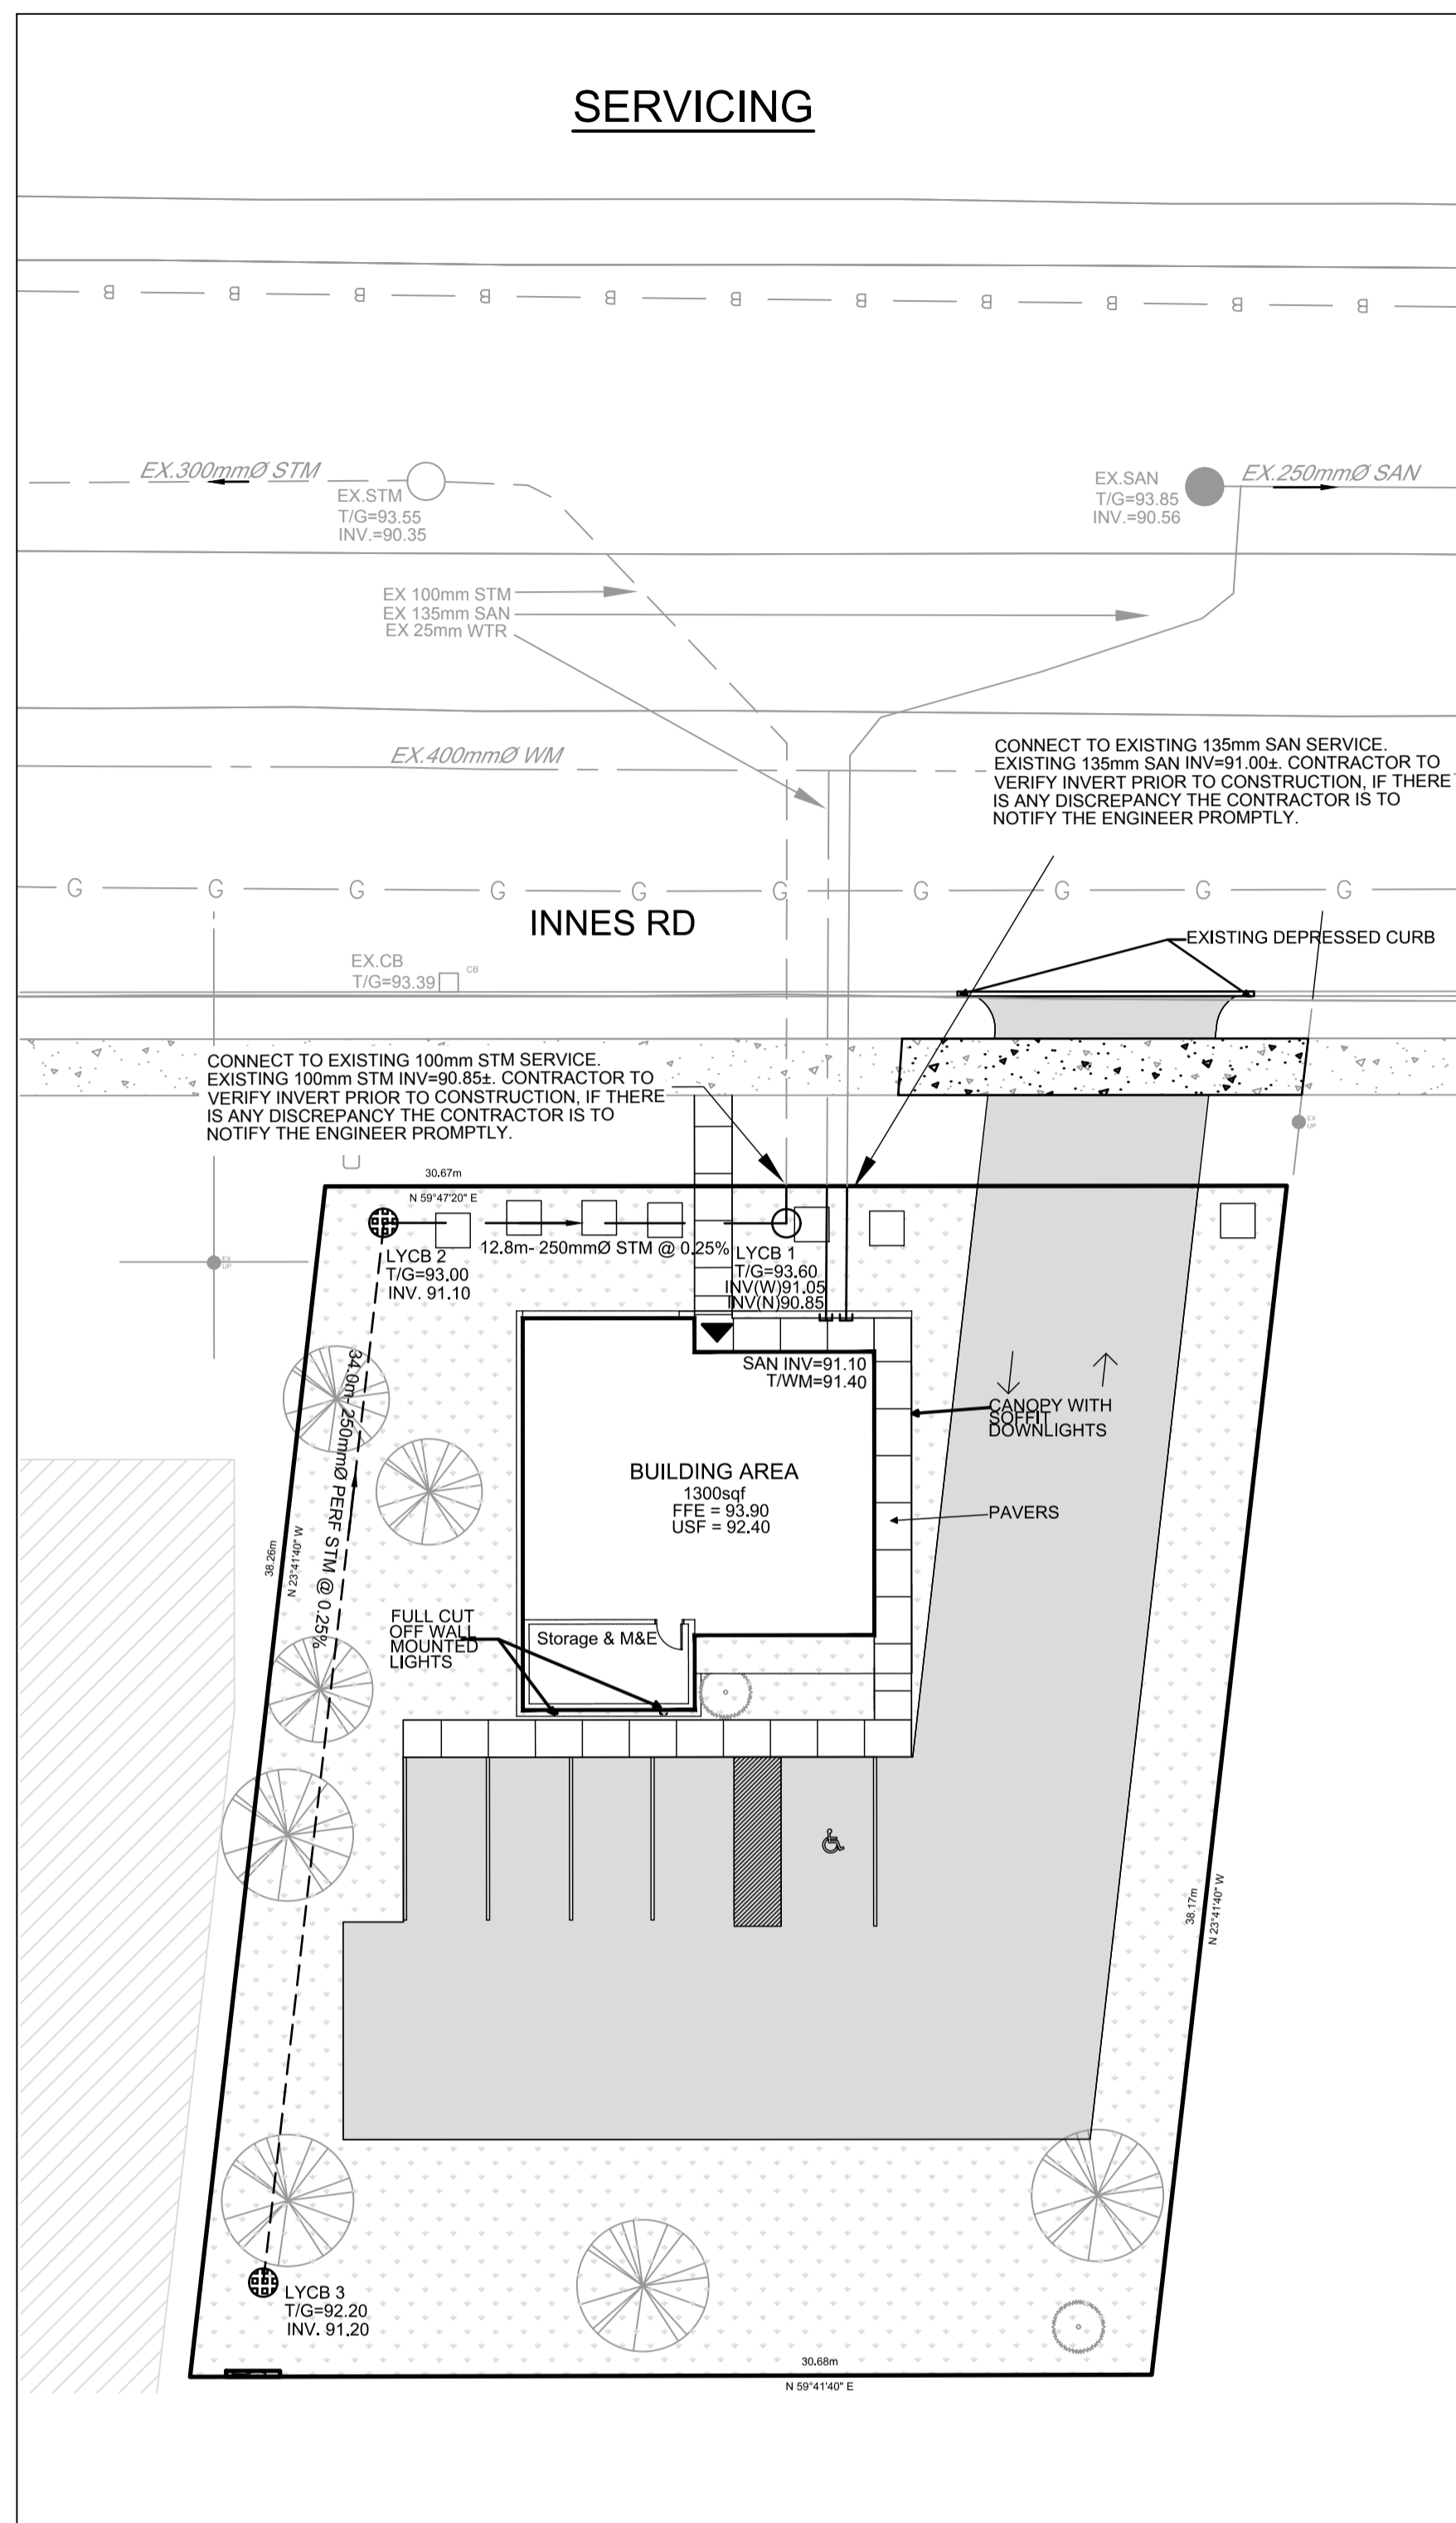 SERVICING
B B B B B B B B B B B
EX.300mmØ STM
EX.STM
T/G=93.55
INV.=90.35
EX.SAN
T/G=93.85
INV.=90.56
EX.250mmØ SAN
EX 100mm STM
EX 135mm SAN
EX 25mm WTR
EX.400mmØ WM
CONNECT TO EXISTING 135mm SAN SERVICE.
EXISTING 135mm SAN INV=91.00±. CONTRACTOR TO
VERIFY INVERT PRIOR TO CONSTRUCTION, IF THERE
IS ANY DISCREPANCY THE CONTRACTOR IS TO
NOTIFY THE ENGINEER PROMPTLY.
G G G G G G G G G G
INNES RD
EXISTING DEPRESSED CURB
EX.CB
T/G=93.39
CB
CONNECT TO EXISTING 100mm STM SERVICE.
EXISTING 100mm STM INV=90.85±. CONTRACTOR TO
VERIFY INVERT PRIOR TO CONSTRUCTION, IF THERE
IS ANY DISCREPANCY THE CONTRACTOR IS TO
NOTIFY THE ENGINEER PROMPTLY.
EX
UP
30.67m
N 59°47'20" E
12.8m- 250mmØ STM @ 0.25%
LYCB 2
T/G=93.00
INV. 91.10
LYCB 1
T/G=93.60
INV(W)91.05
INV(N)90.85
EX
UP
SAN INV=91.10
T/WM=91.40
34.0m- 250mmØ PERF STM @ 0.25%
CANOPY WITH
SOFFIT
DOWNLIGHTS
BUILDING AREA
1300sqf
FFE = 93.90
USF = 92.40
PAVERS
38.26m
N 23°41'40" W
FULL CUT
OFF WALL
MOUNTED
LIGHTS
Storage & M&E
38.17m
N 23°41'40" W
LYCB 3
T/G=92.20
INV. 91.20
30.68m
N 59°41'40" E